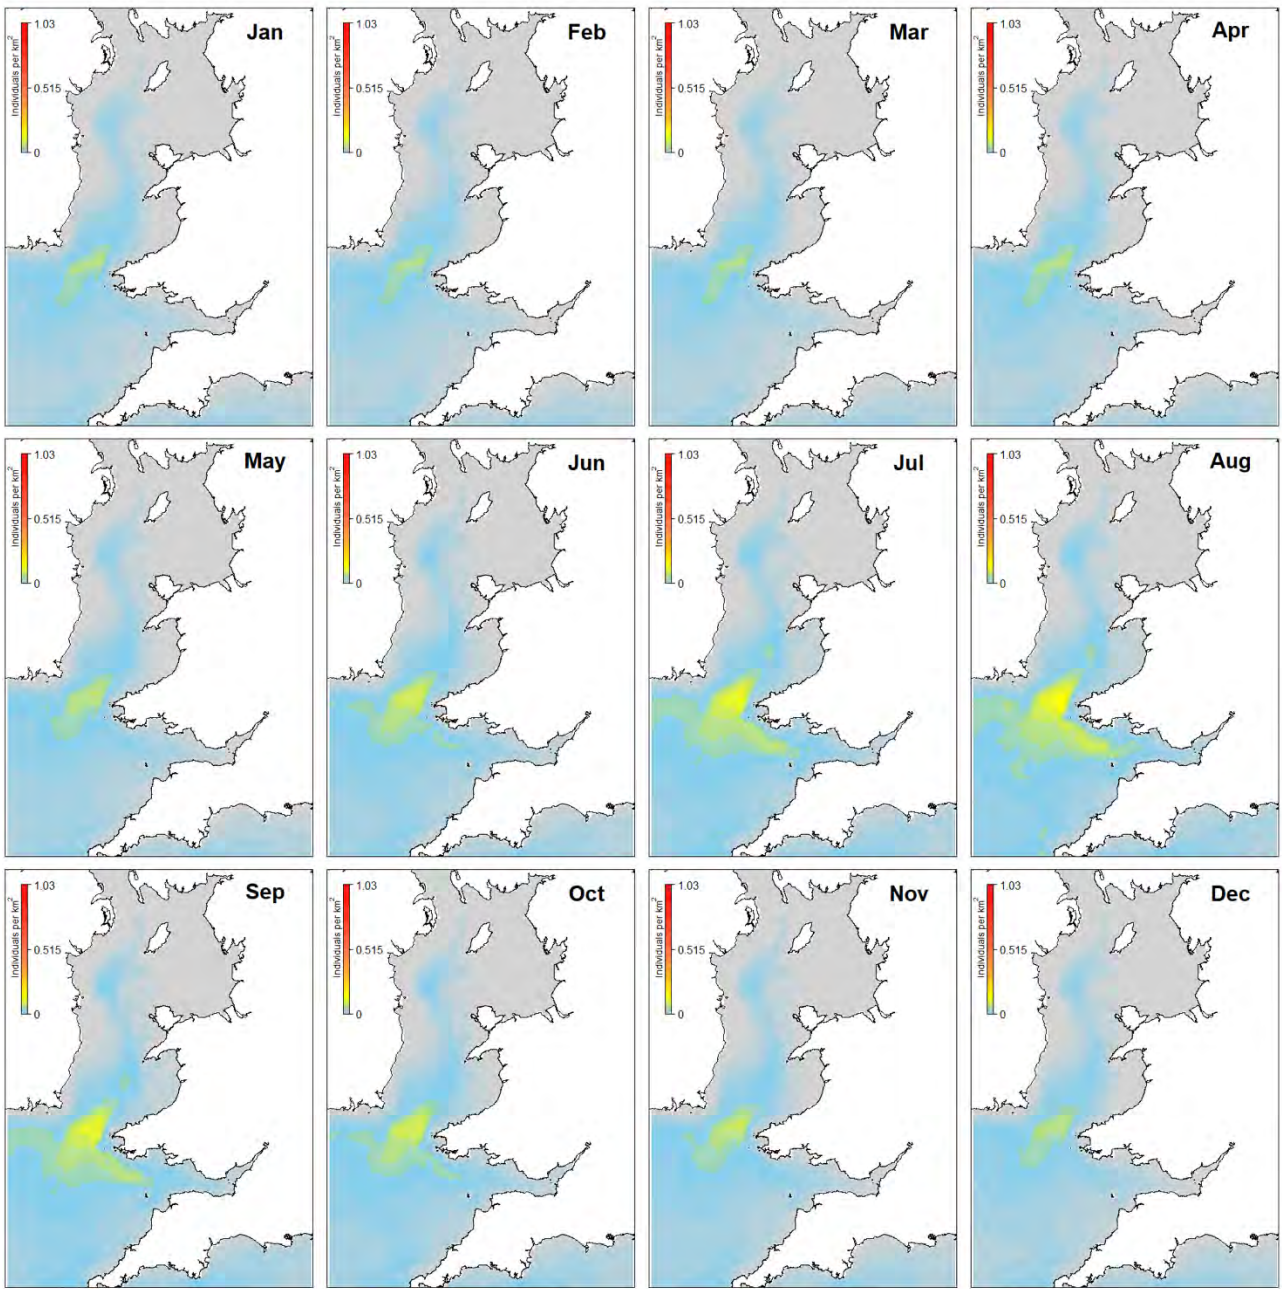 1.03 Jan
Individuals per km2
0.515
0
1.03 Feb
Individuals per km2
0.515
0
1.03 Mar
Individuals per km2
0.515
0
1.03 Apr
Individuals per km2
0.515
0
1.03 May
Individuals per km2
0.515
0
1.03 Jun
Individuals per km2
0.515
0
1.03 Jul
Individuals per km2
0.515
0
1.03 Aug
Individuals per km2
0.515
0
1.03 Sep
Individuals per km2
0.515
0
1.03 Oct
Individuals per km2
0.515
0
1.03 Nov
Individuals per km2
0.515
0
1.03 Dec
Individuals per km2
0.515
0